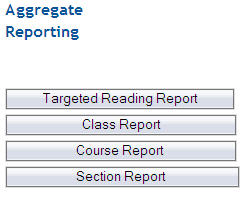 Aggregate
Reporting
Targeted Reading Report
Class Report
Course Report
Section Report